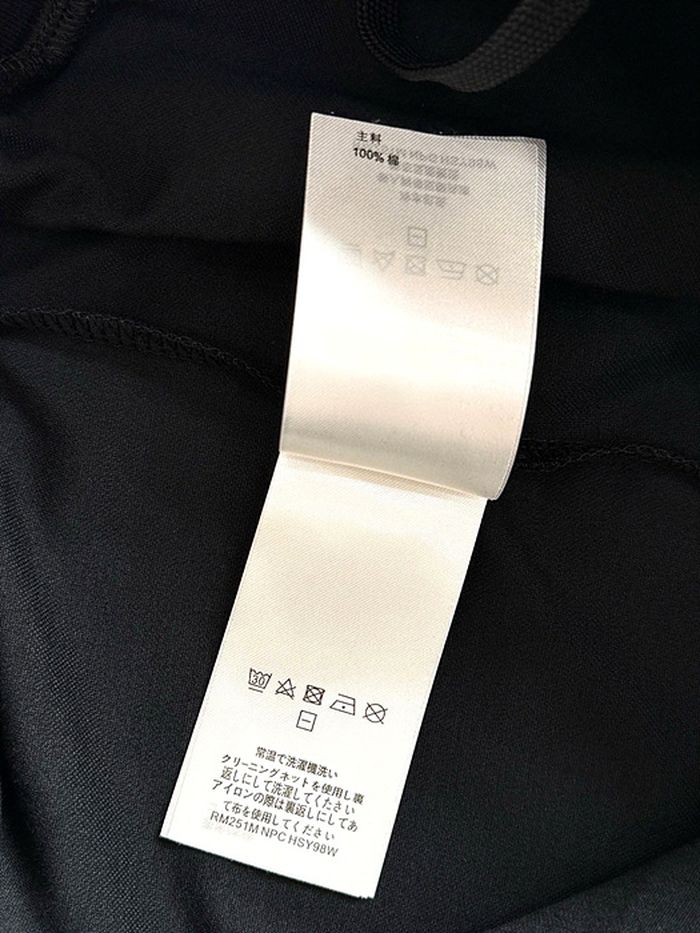 主料
100% 棉
30
常温で洗濯機洗い
クリーニングネットを使用し裏
返しにして洗濯してください
アイロンの際は裏返しにしてあ
て布を使用してください
RM251M NPC HSY98W